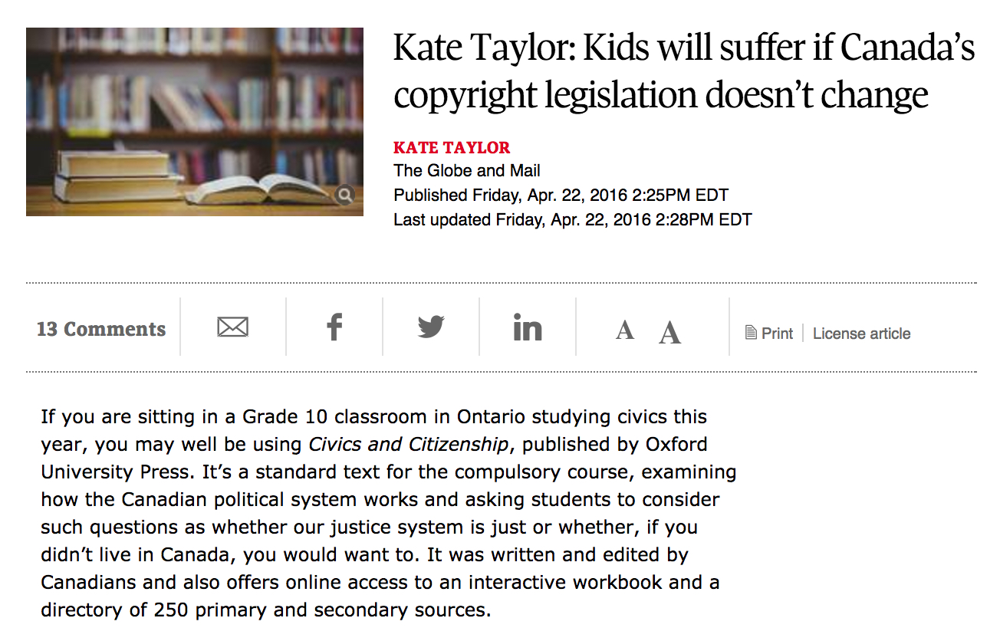 Kate Taylor: Kids will suffer if Canada’s
copyright legislation doesn’t change
KATE TAYLOR
The Globe and Mail
Published Friday, Apr. 22, 2016 2:25PM EDT
Last updated Friday, Apr. 22, 2016 2:28PM EDT
13 Comments
f
in
A A
Print
License article
If you are sitting in a Grade 10 classroom in Ontario studying civics this
year, you may well be using Civics and Citizenship, published by Oxford
University Press. It’s a standard text for the compulsory course, examining
how the Canadian political system works and asking students to consider
such questions as whether our justice system is just or whether, if you
didn’t live in Canada, you would want to. It was written and edited by
Canadians and also offers online access to an interactive workbook and a
directory of 250 primary and secondary sources.